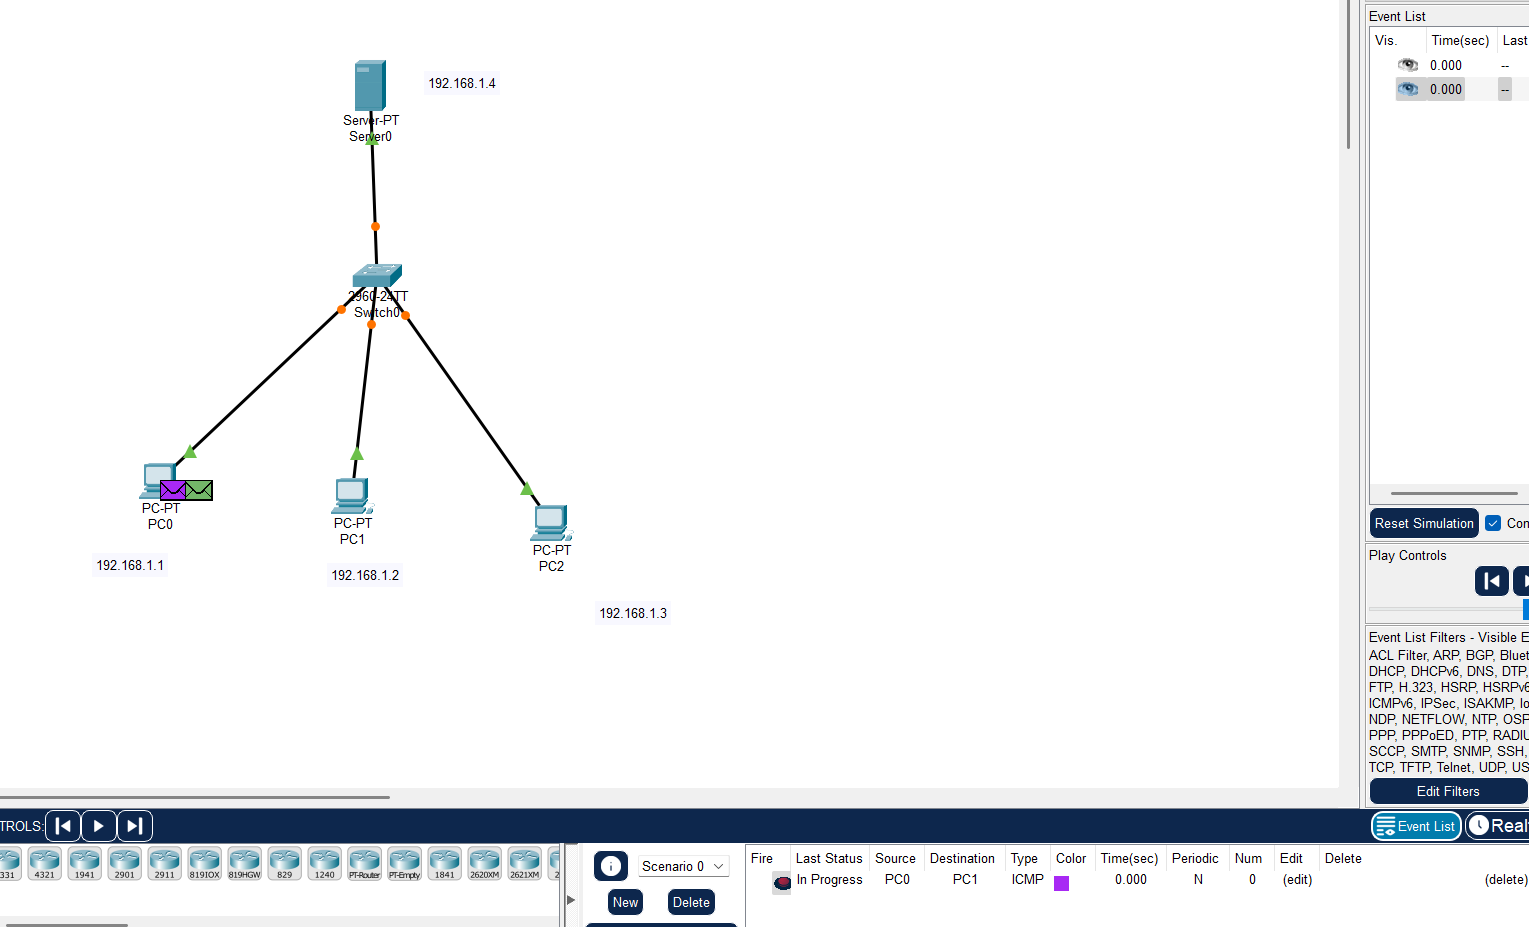 192.168.1.4
Server-PT
Server0
2960-24TT
Switch0
PC-PT
PC0
192.168.1.1
PC-PT
PC1
192.168.1.2
PC-PT
PC2
192.168.1.3
Event List
Vis. Time(sec) Last
0.000 --
0.000 --
Reset Simulation Con
Play Controls
Event List Filters - Visible E
ACL Filter, ARP, BGP, Bluet
DHCP, DHCPv6, DNS, DTP,
FTP, H.323, HSRP, HSRPv6
ICMPv6, IPSec, ISAKMP, Io
NDP, NETFLOW, NTP, OSP
PPP, PPPoED, PTP, RADIU
SCCP, SMTP, SNMP, SSH,
TCP, TFTP, Telnet, UDP, US
Edit Filters
TROLS:
Event List Realt
331 4321 1941 2901 2911 819IOX 819HGW 829 1240 PT-Router PT-Empty 1841 2620XM 2621XM 2
Scenario 0
New Delete
Fire Last Status Source Destination Type Color Time(sec) Periodic Num Edit Delete
In Progress PC0 PC1 ICMP 0.000 N 0 (edit) (delete)